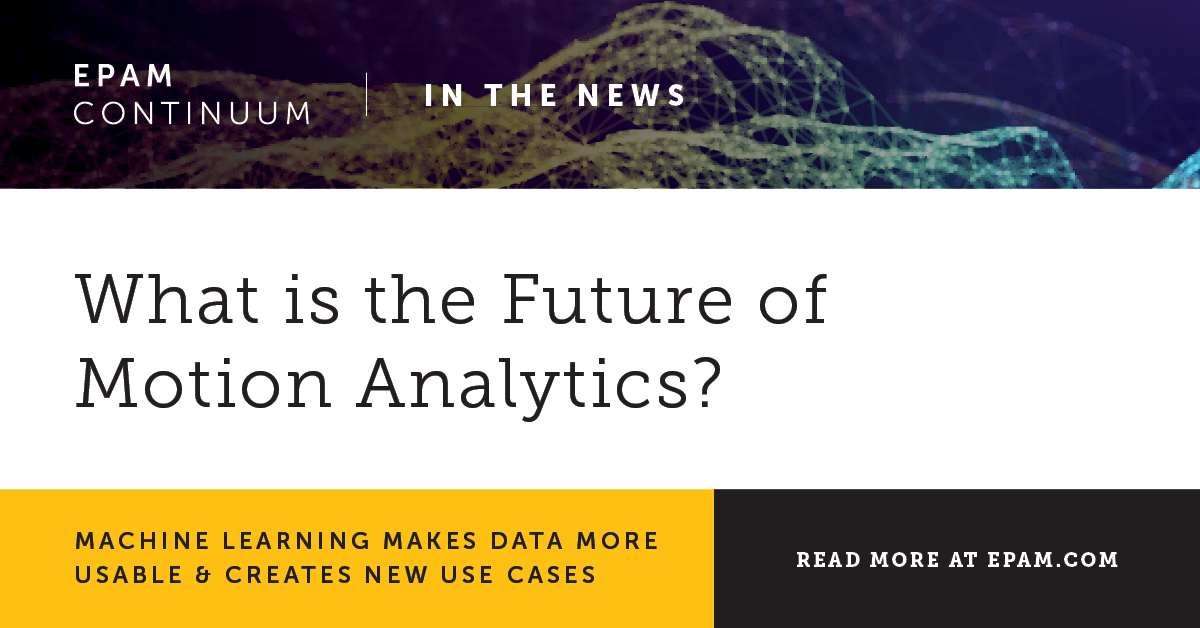 EPAM
CONTINUUM
IN THE NEWS
What is the Future of
Motion Analytics?
MACHINE LEARNING MAKES DATA MORE
USABLE & CREATES NEW USE CASES
READ MORE AT EPAM.COM